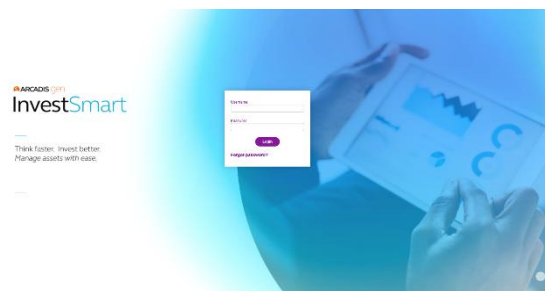 ARCADIS gen
InvestSmart
Think faster. Invest better.
Manage assets with ease.
Username
Password
Login
Forgot password?